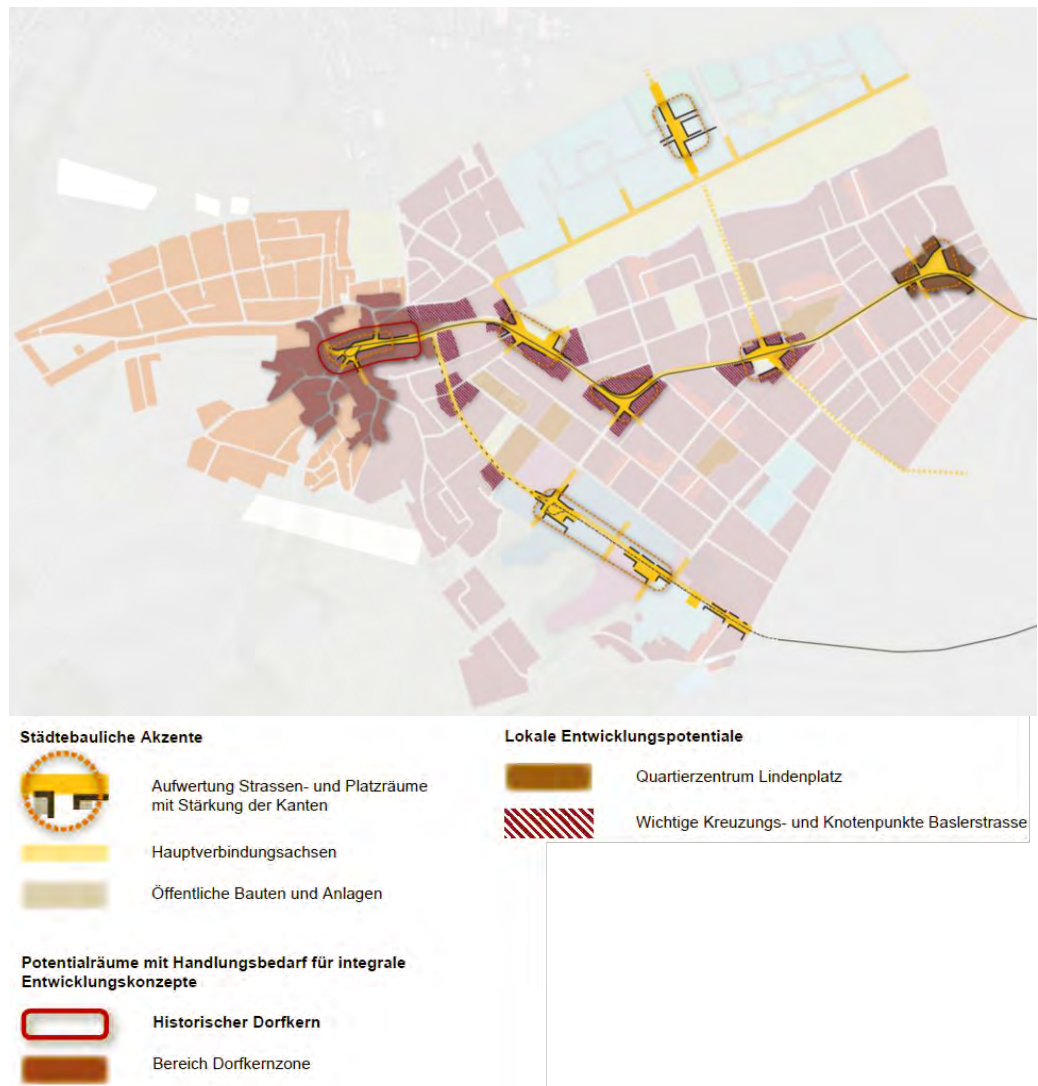 Städtebauliche Akzente
Aufwertung Strassen- und Platzräume
mit Stärkung der Kanten
Hauptverbindungsachsen
Öffentliche Bauten und Anlagen
Potentialräume mit Handlungsbedarf für integrale
Entwicklungskonzepte
Historischer Dorfkern
Bereich Dorfkernzone
Lokale Entwicklungspotentiale
Quartierzentrum Lindenplatz
Wichtige Kreuzungs- und Knotenpunkte Baslerstrasse